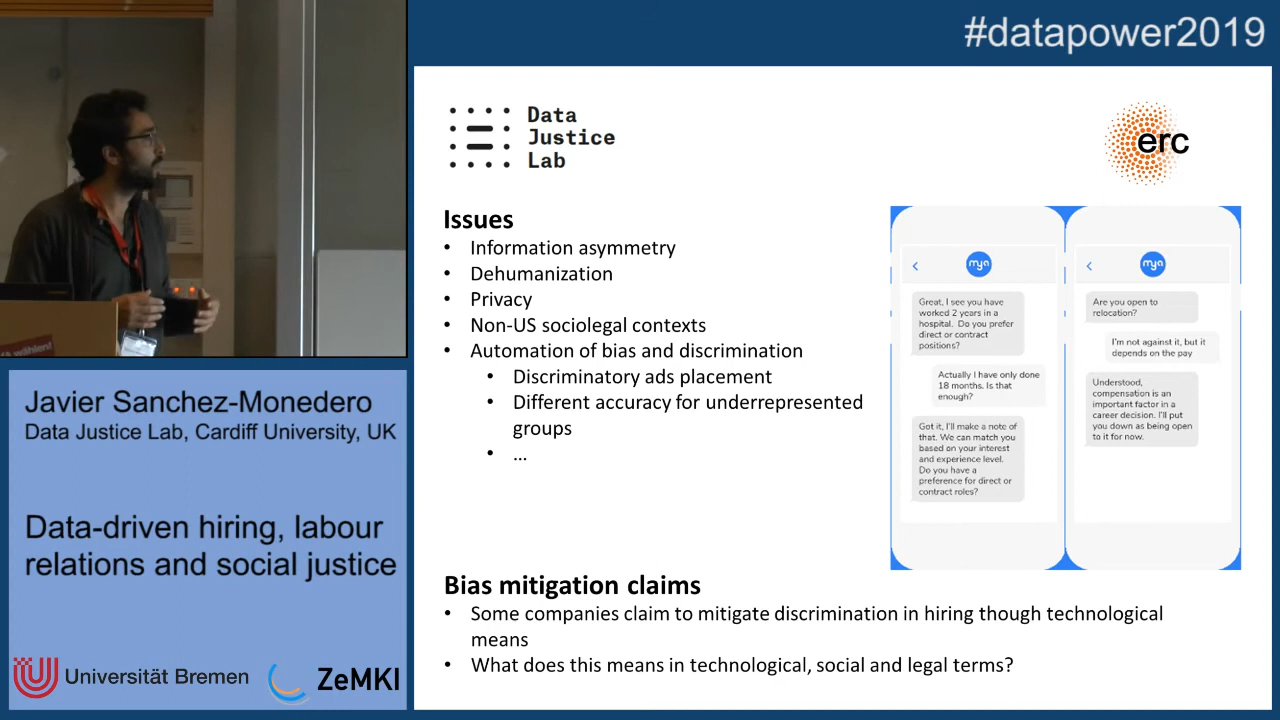 #datapower2019
Data
Justice
Lab
erc
Issues
• Information asymmetry
• Dehumanization
• Privacy
• Non-US sociolegal contexts
• Automation of bias and discrimination
• Discriminatory ads placement
• Different accuracy for underrepresented
groups
• ...
mya
Great, I see you have
worked 2 years in a
hospital. Do you prefer
direct or contract
positions?
Actually I have only done
18 months. Is that
enough?
Got it, I'll make a note of
that. We can match you
based on your interest
and experience level.
Do you have a
preference for direct or
contract roles?
mya
Are you open to
relocation?
I'm not against it, but it
depends on the pay
Understood,
compensation is an
important factor in a
career decision. I'll put
you down as being open
to it for now.
Bias mitigation claims
• Some companies claim to mitigate discrimination in hiring though technological
means
• What does this means in technological, social and legal terms?
Javier Sanchez-Monedero
Data Justice Lab, Cardiff University, UK
Data-driven hiring, labour
relations and social justice
Universität Bremen
ZeMKI